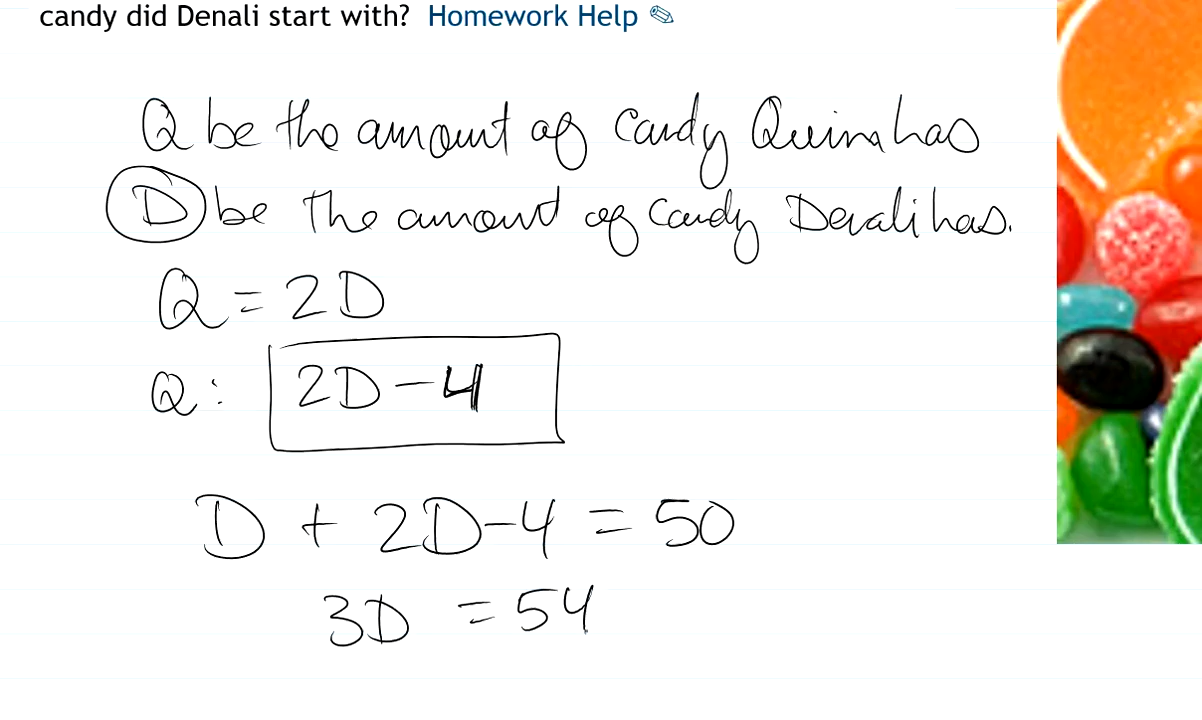 candy did Denali start with? Homework Help
Q be the amount of candy Quinn has
D be the amount of candy Denali has.
Q = 2D
Q: 2D-4
D + 2D-4 = 50
3D = 54